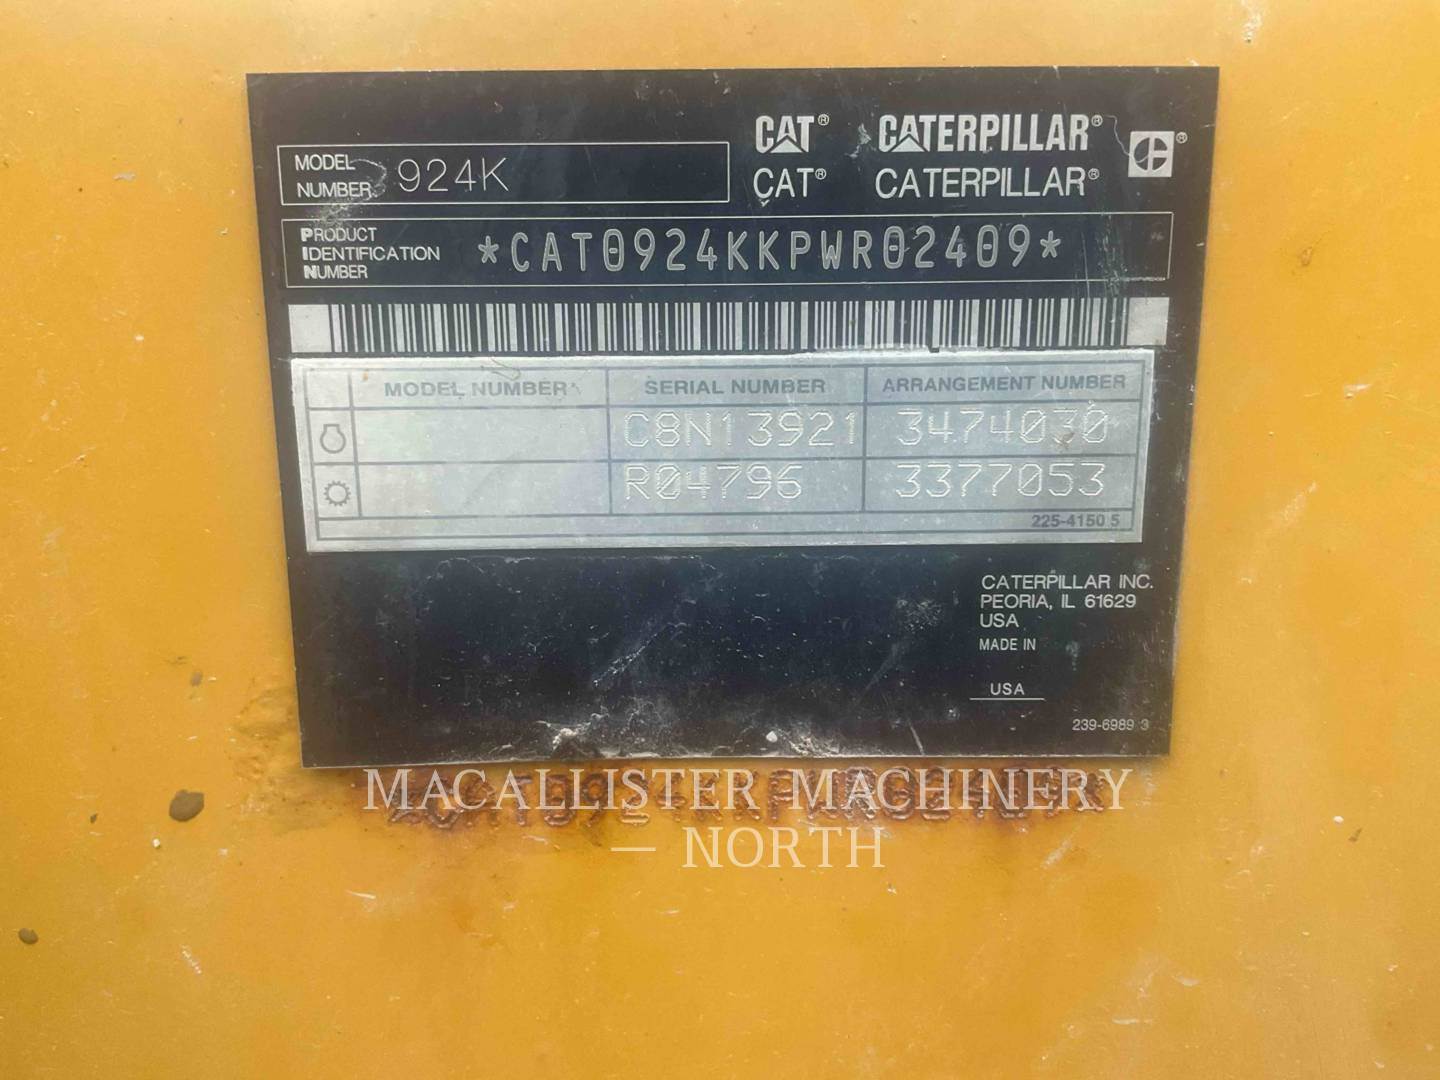 MODEL
NUMBER 924K
CAT® CATERPILLAR®
CAT® CATERPILLAR®
PRODUCT
IDENTIFICATION
NUMBER
*CAT0924KKPWR02409*
MODEL NUMBER SERIAL NUMBER ARRANGEMENT NUMBER
C8N13921 3474030
R04796 3377053
225-4150 5
CATERPILLAR INC.
PEORIA, IL 61629
USA
MADE IN
USA
239-6989 3
*CAT0924KKPWR02409*
MACALLISTER MACHINERY
— NORTH